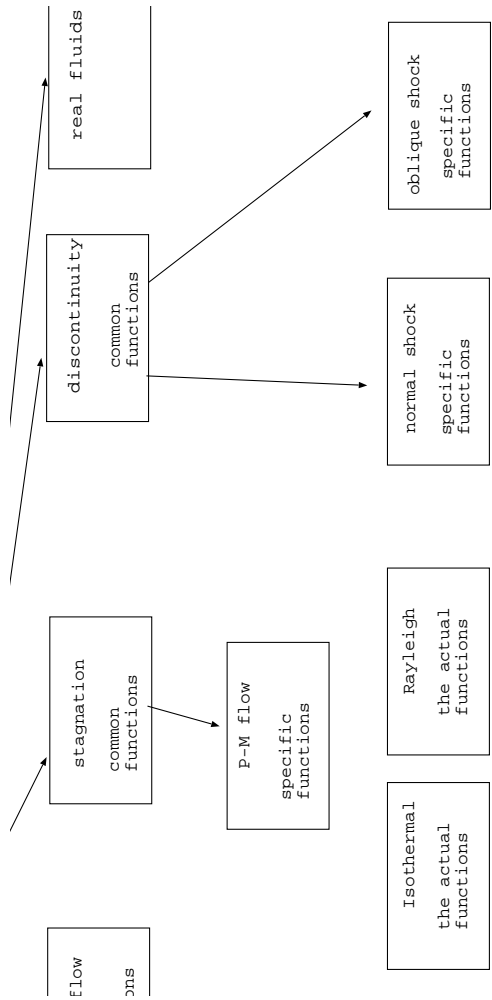 real fluids
discontinuity
common
functions
stagnation
common
functions
flow
P-M flow
specific
functions
oblique shock
specific
functions
normal shock
specific
functions
Rayleigh
the actual
functions
Isothermal
the actual
functions